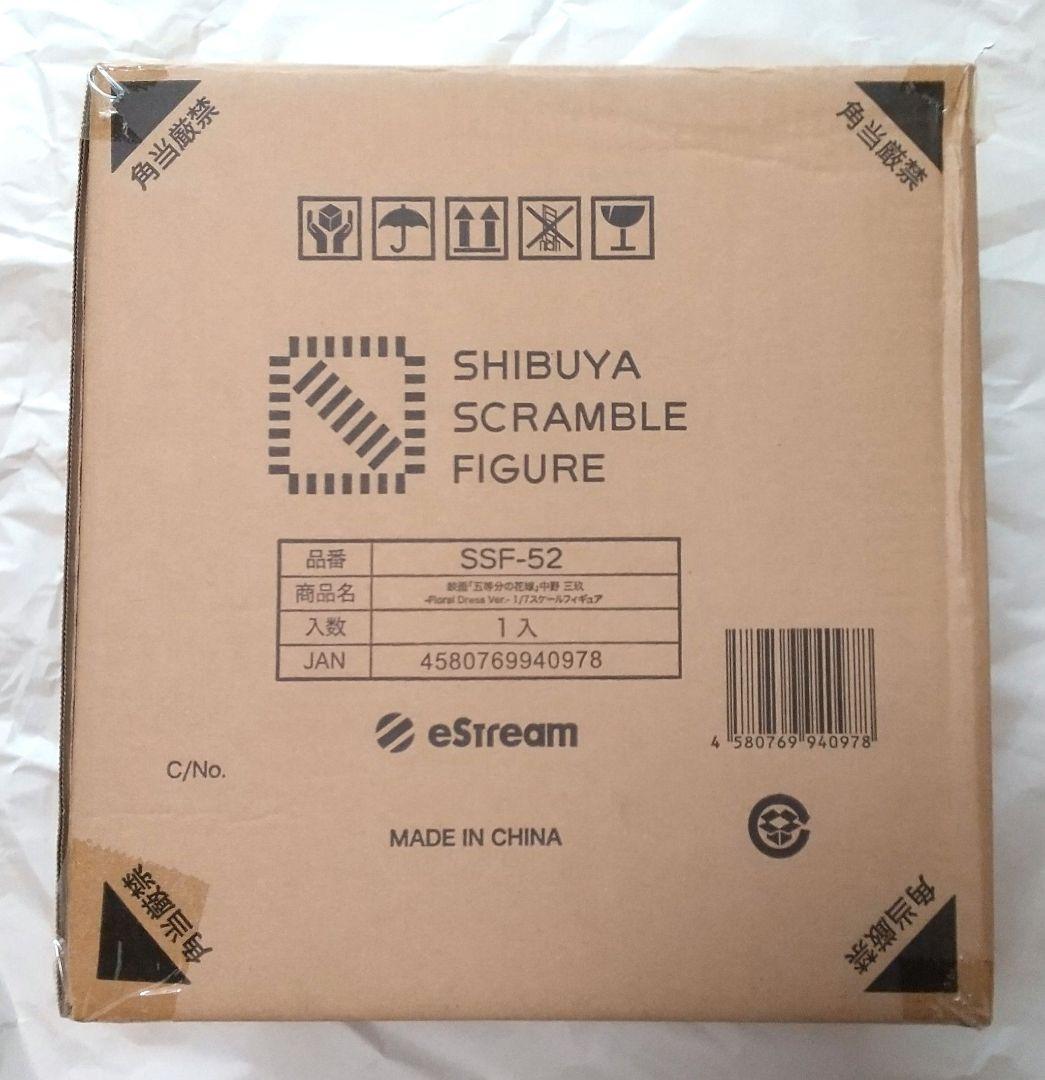 角当厳禁
角当厳禁
SHIBUYA
SCRAMBLE
FIGURE
品番 SSF-52
商品名 映画「五等分の花嫁」中野 三玖
-Floral Dress Ver.- 1/7スケールフィギュア
入数 1入
JAN 4580769940978
4 580769 940978
eStream
C/No.
MADE IN CHINA
角当厳禁
角当厳禁